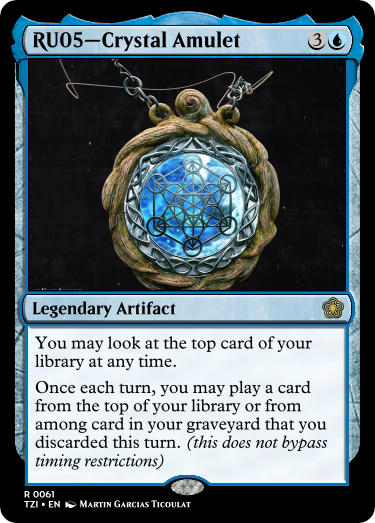 RU05—Crystal Amulet 3
Legendary Artifact
You may look at the top card of your
library at any time.
Once each turn, you may play a card
from the top of your library or from
among card in your graveyard that you
discarded this turn. (this does not bypass
timing restrictions)
R 0061
TZI • EN Martin Garcias Ticoulat